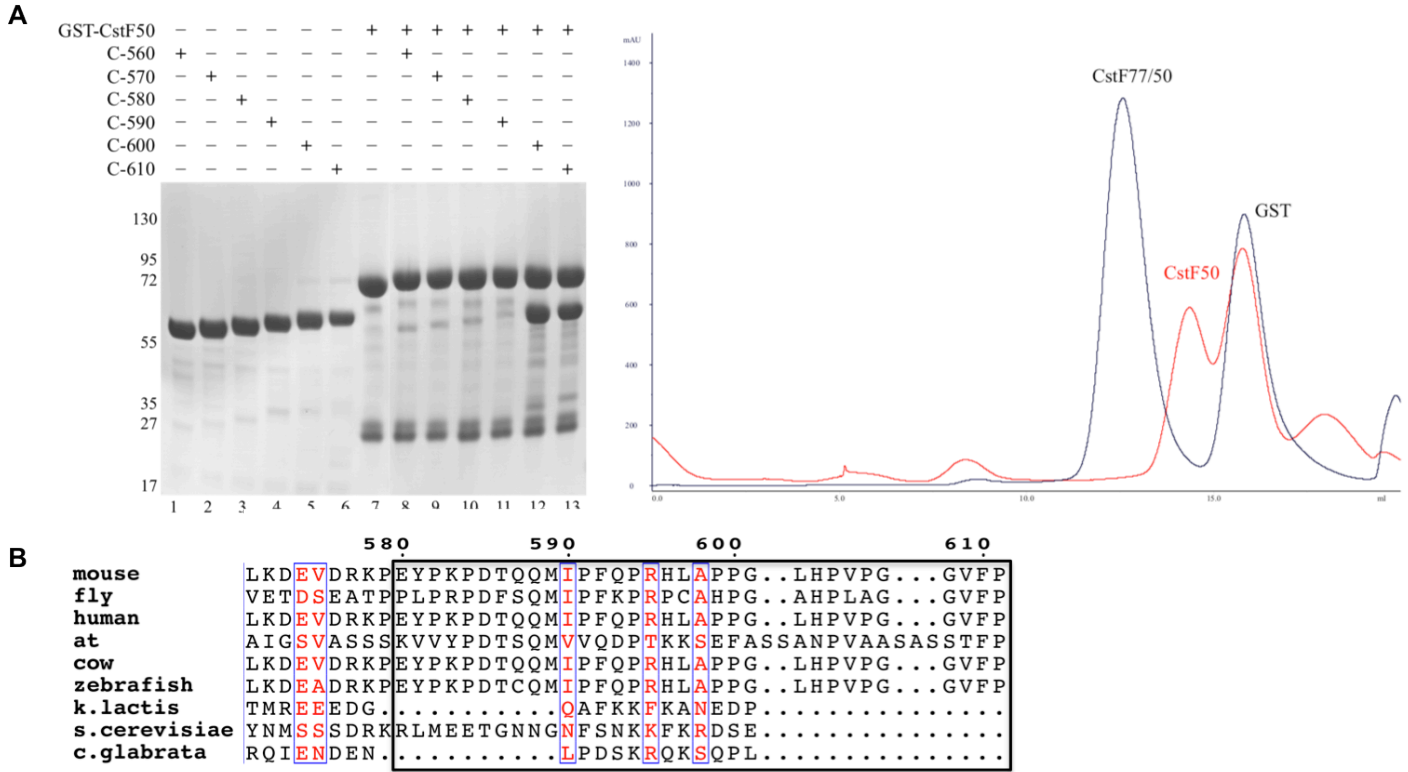 A
GST-CstF50 − − − − − − + + + + + + +
C-560 + − − − − − − + − − − − −
C-570 − + − − − − − − + − − − −
C-580 − − + − − − − − − + − − −
C-590 − − − + − − − − − − + − −
C-600 − − − − + − − − − − − + −
C-610 − − − − − + − − − − − − +
130
95
72
55
35
27
17
1 2 3 4 5 6 7 8 9 10 11 12 13
mAU
1400
1200
1000
800
600
400
200
0
0.0 5.0 10.0 15.0 ml
CstF77/50
GST
CstF50
B
580 590 600 610
mouse LKDEVDRKPEYPKPDTQQMIPFQPRHLAPPG..LHPVPG...GVFP
fly VETDSEATPPLPRPDFSQMIPFKPRPCAHPG..AHPLAG...GVFP
human LKDEVDRKPEYPKPDTQQMIPFQPRHLAPPG..LHPVPG...GVFP
at AIGSVASSSKVVYPDTSQMVVQDPTKKSEFASSANPVAASASSTFP
cow LKDEVDRKPEYPKPDTQQMIPFQPRHLAPPG..LHPVPG...GVFP
zebrafish LKDEADRKPEYPKPDTCQMIPFQPRHLAPPG..LHPVPG...GVFP
k.lactis TMREEEDG...........QAFKKFKANEDP...............
s.cerevisiae YNMSSSDRKRLMEETGNNGNFSNKKFKRDSE...............
c.glabrata RQIENDEN...........LPDSKRQKSQPL...............